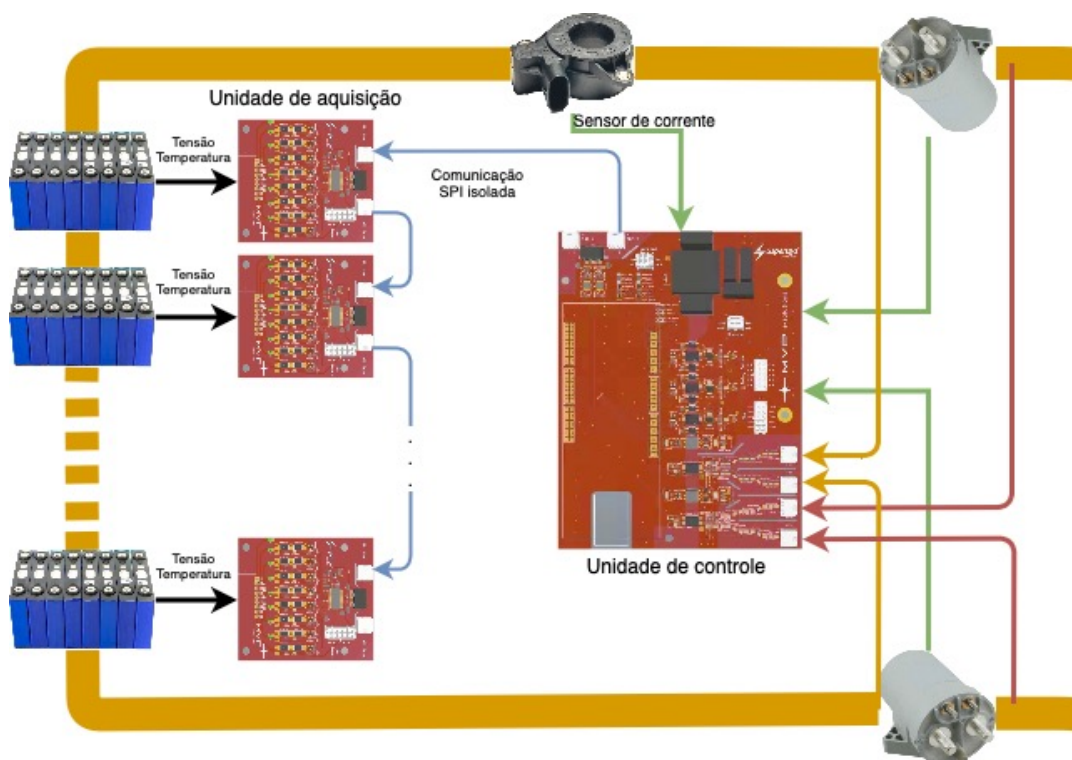 Unidade de aquisição
Sensor de corrente
Tensão
Temperatura
Comunicação
SPI isolada
Tensão
Temperatura
Tensão
Temperatura
Unidade de controle